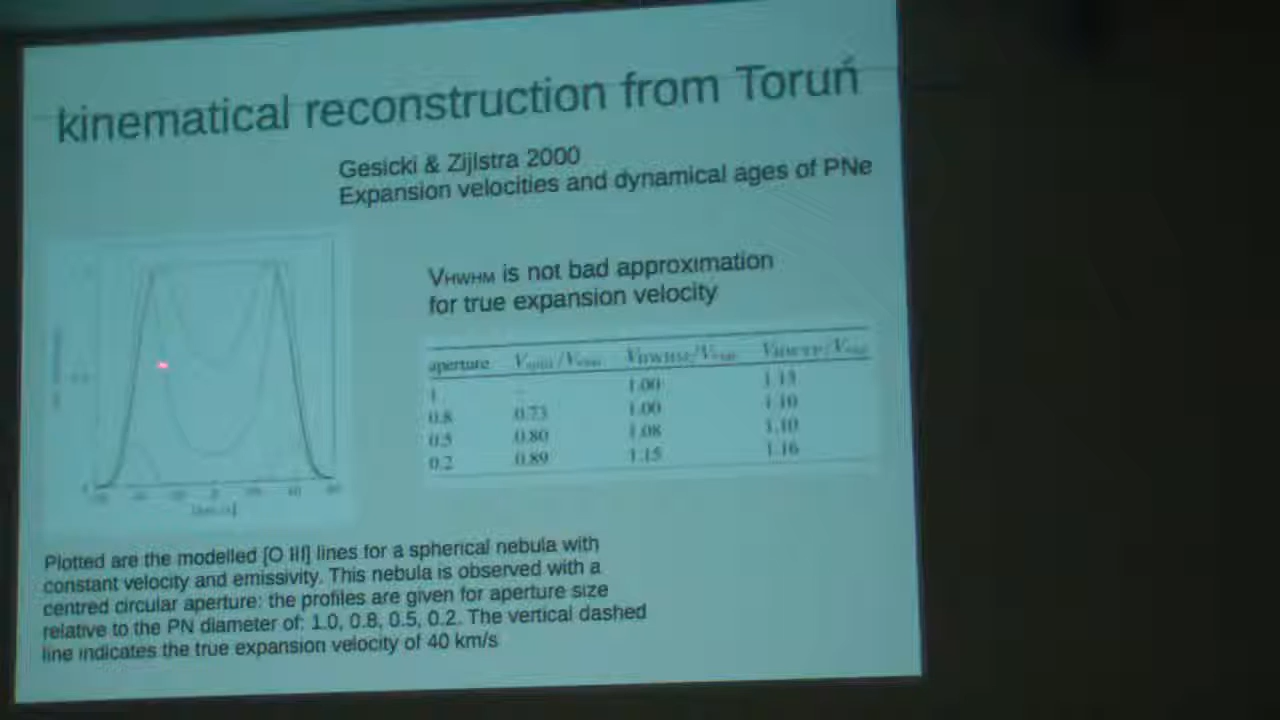 kinematical reconstruction from Toruń
Gesicki & Zijlstra 2000
Expansion velocities and dynamical ages of PNe
VHWHM is not bad approximation
for true expansion velocity
aperture
1 1.00 1.13
0.8 0.73 1.00 1.10
0.5 0.80 1.08 1.10
0.2 0.89 1.15 1.16
Plotted are the modelled [O III] lines for a spherical nebula with
constant velocity and emissivity. This nebula is observed with a
centred circular aperture: the profiles are given for aperture size
relative to the PN diameter of: 1.0, 0.8, 0.5, 0.2. The vertical dashed
line indicates the true expansion velocity of 40 km/s